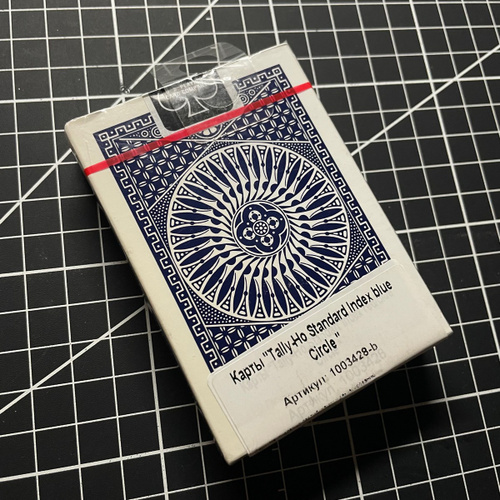 Карты "Tally-Ho Standard Index blue
Circle"
Артикул: 1003428-b